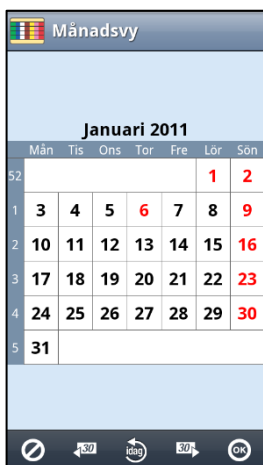 Månadsvy
Januari 2011
Mån Tis Ons Tor Fre Lör Sön
52 1 2
1 3 4 5 6 7 8 9
2 10 11 12 13 14 15 16
3 17 18 19 20 21 22 23
4 24 25 26 27 28 29 30
5 31
30 idag 30 OK